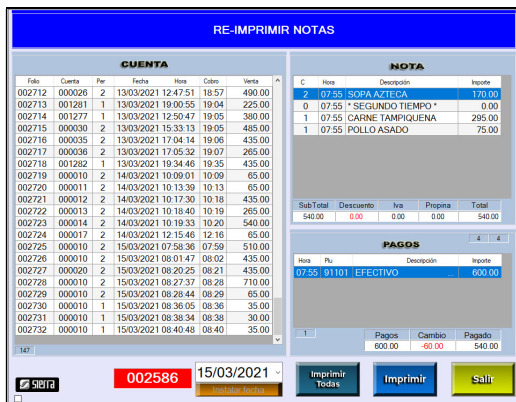 RE-IMPRIMIR NOTAS
CUENTA
Folio Cuenta Per Fecha Hora Cobro Venta
002712 000026 2 13/03/2021 12:47:51 18:57 490.00
002713 001281 1 13/03/2021 19:00:55 19:04 225.00
002714 001277 1 13/03/2021 12:50:47 19:05 380.00
002715 000030 2 13/03/2021 15:33:13 19:05 485.00
002716 000035 2 13/03/2021 17:04:14 19:06 435.00
002717 000036 2 13/03/2021 17:05:32 19:07 265.00
002718 001282 1 13/03/2021 19:34:46 19:35 435.00
002719 000010 2 14/03/2021 10:09:01 10:09 65.00
002720 000011 2 14/03/2021 10:13:39 10:13 65.00
002721 000012 2 14/03/2021 10:17:30 10:18 435.00
002722 000013 2 14/03/2021 10:18:40 10:19 265.00
002723 000014 2 14/03/2021 10:19:33 10:20 540.00
002724 000017 2 14/03/2021 12:15:46 12:16 65.00
002725 000010 2 15/03/2021 07:58:36 07:59 510.00
002726 000010 2 15/03/2021 08:01:47 08:02 435.00
002727 000020 2 15/03/2021 08:20:25 08:21 435.00
002728 000010 2 15/03/2021 08:27:37 08:28 710.00
002729 000010 2 15/03/2021 08:28:44 08:29 65.00
002730 000010 1 15/03/2021 08:36:05 08:36 35.00
002731 000010 1 15/03/2021 08:38:34 08:38 30.00
002732 000010 1 15/03/2021 08:40:48 08:40 35.00
147
NOTA
C Hora Descripción Importe
2 07:55 SOPA AZTECA 170.00
0 07:55 * SEGUNDO TIEMPO * 0.00
1 07:55 CARNE TAMPIQUENA 295.00
1 07:55 POLLO ASADO 75.00
SubTotal Descuento Iva Propina Total
540.00 0.00 0.00 0.00 540.00
PAGOS 4 4
Hora Plu Descripción Importe
07:55 91101 EFECTIVO ... 600.00
1 Pagos Cambio Pagado
600.00 -60.00 540.00
sierra
002586
15/03/2021
Instalar fecha
Imprimir
Todas
Imprimir
Salir